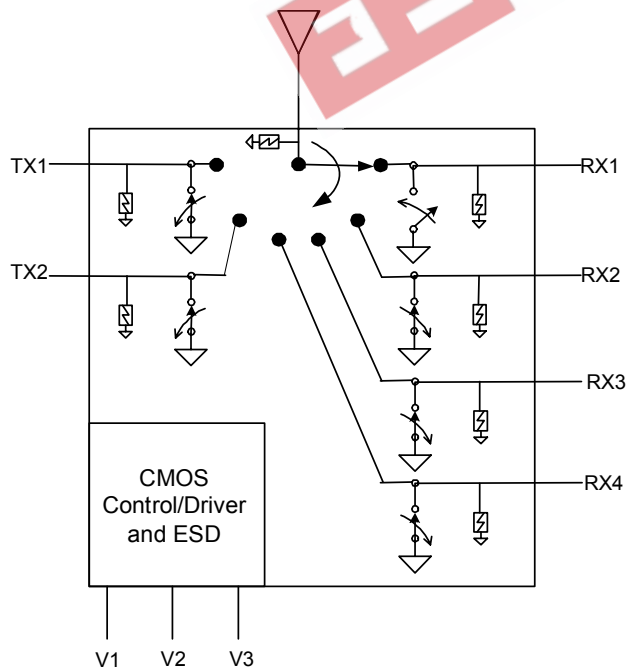 TX1
RX1
TX2
RX2
RX3
RX4
CMOS
Control/Driver
and ESD
V1
V2
V3